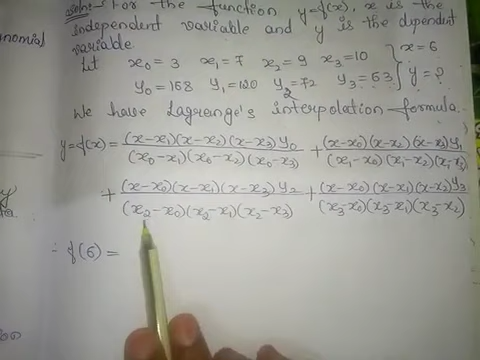 nomial
Soln:- For the function y=f(x), x is the
independent variable and y is the dependent
variable.
Let x₀ = 3 x₁ = 7 x₂ = 9 x₃ = 10 } x = 6
y₀ = 168 y₁ = 120 y₂ = 72 y₃ = 63 } y = ?
We have Lagrange's interpolation formula.
y = f(x) = (x-x₁)(x-x₂)(x-x₃) y₀ / (x₀-x₁)(x₀-x₂)(x₀-x₃) + (x-x₀)(x-x₂)(x-x₃) y₁ / (x₁-x₀)(x₁-x₂)(x₁-x₃)
+ (x-x₀)(x-x₁)(x-x₃) y₂ / (x₂-x₀)(x₂-x₁)(x₂-x₃) + (x-x₀)(x-x₁)(x-x₂) y₃ / (x₃-x₀)(x₃-x₁)(x₃-x₂)
∴ f(6) =